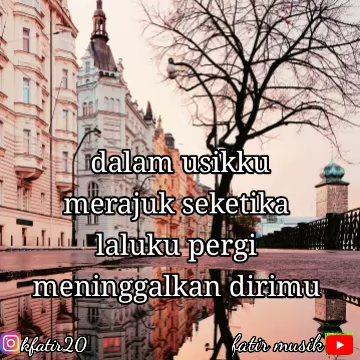 dalam usikku
merajuk seketika
laluku pergi
meninggalkan dirimu
kfatir20
fatir musik